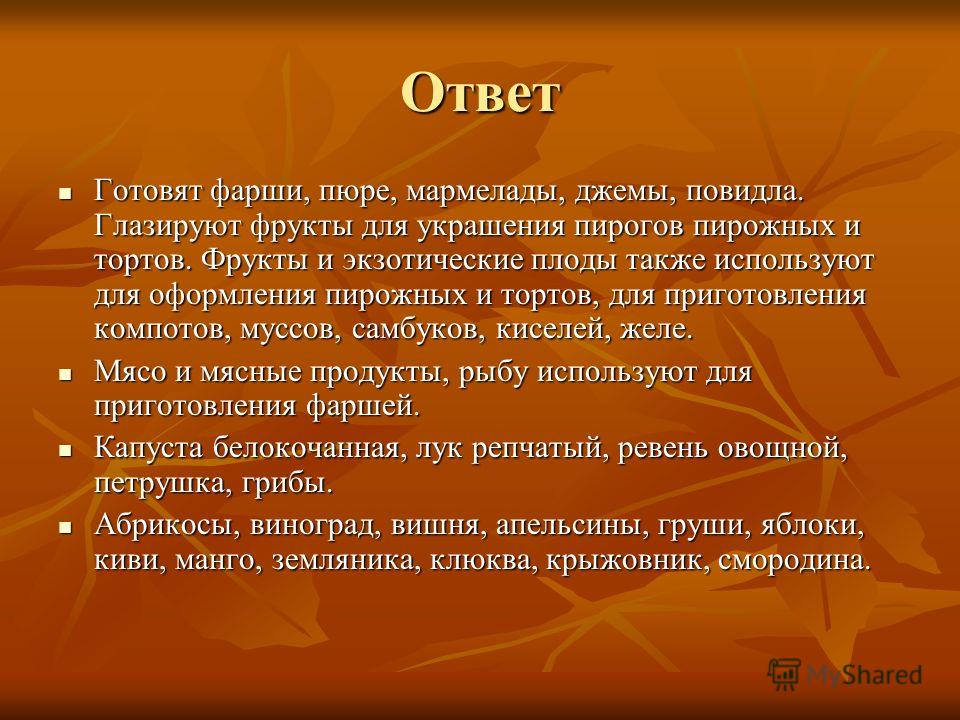 Ответ
Готовят фарши, пюре, мармелады, джемы, повидла.
Глазируют фрукты для украшения пирогов пирожных и
тортов. Фрукты и экзотические плоды также используют
для оформления пирожных и тортов, для приготовления
компотов, муссов, самбуков, киселей, желе.
Мясо и мясные продукты, рыбу используют для
приготовления фаршей.
Капуста белокочанная, лук репчатый, ревень овощной,
петрушка, грибы.
Абрикосы, виноград, вишня, апельсины, груши, яблоки,
киви, манго, земляника, клюква, крыжовник, смородина.
MyShared